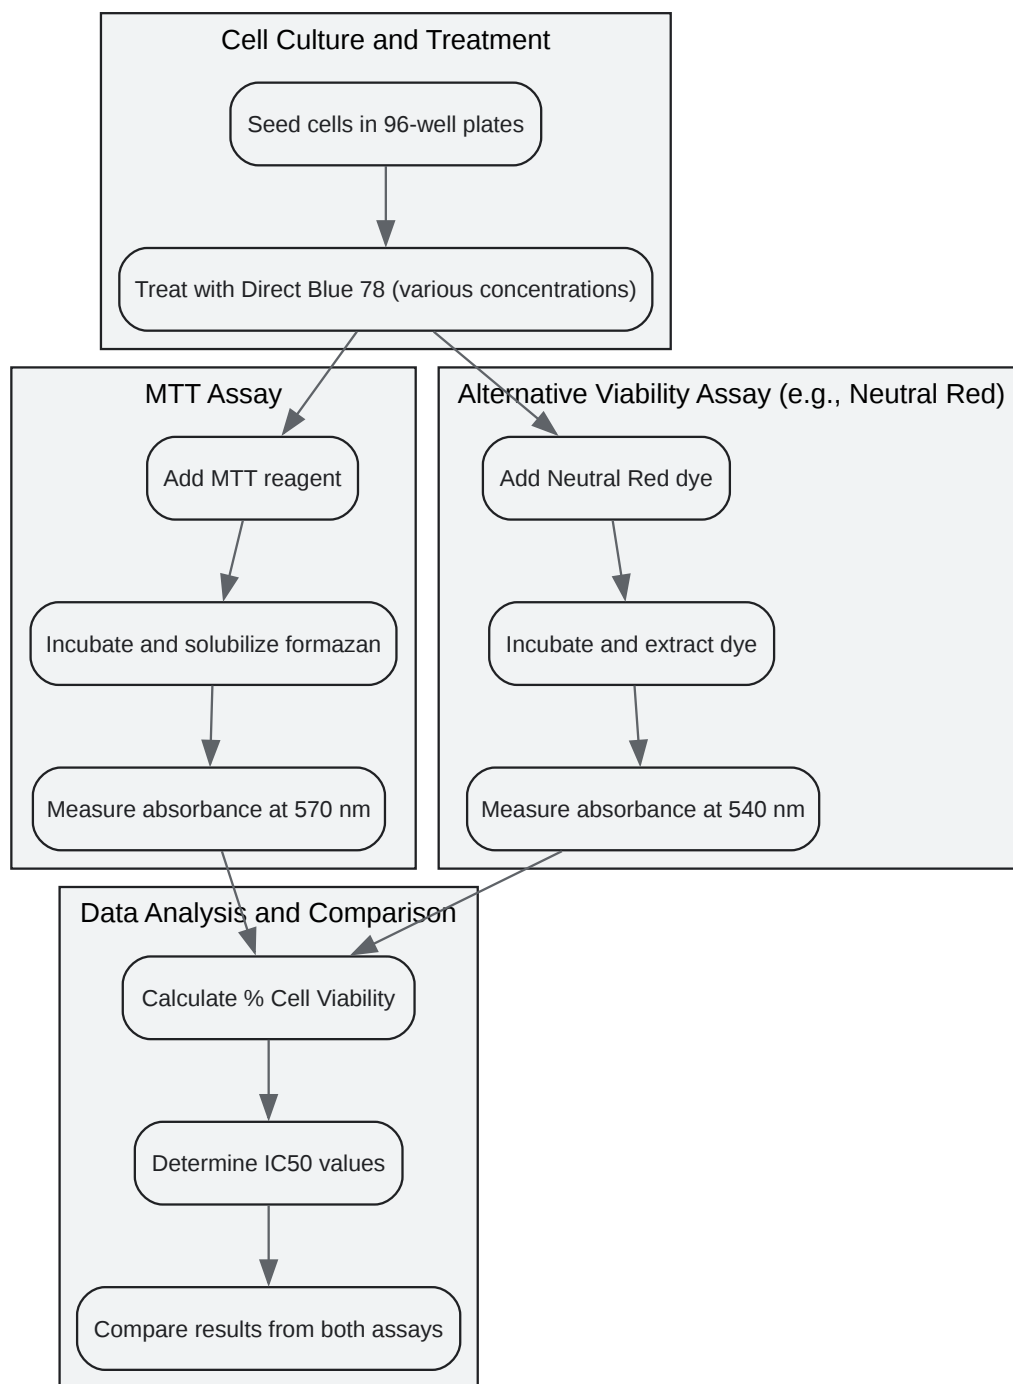 Cell Culture and Treatment
Seed cells in 96-well plates
Treat with Direct Blue 78 (various concentrations)
MTT Assay
Add MTT reagent
Incubate and solubilize formazan
Measure absorbance at 570 nm
Alternative Viability Assay (e.g., Neutral Red)
Add Neutral Red dye
Incubate and extract dye
Measure absorbance at 540 nm
Data Analysis and Comparison
Calculate % Cell Viability
Determine IC50 values
Compare results from both assays